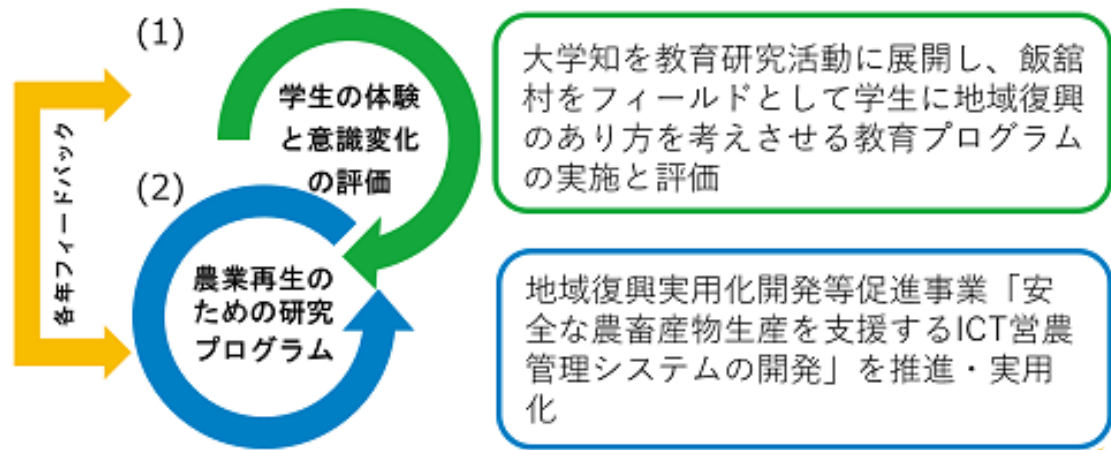 (1)
学生の体験
と意識変化
の評価
大学知を教育研究活動に展開し、飯舘
村をフィールドとして学生に地域復興
のあり方を考えさせる教育プログラム
の実施と評価
各年フィードバック
(2)
農業再生の
ための研究
プログラム
地域復興実用化開発等促進事業「安
全な農畜産物生産を支援するICT営農
管理システムの開発」を推進・実用
化